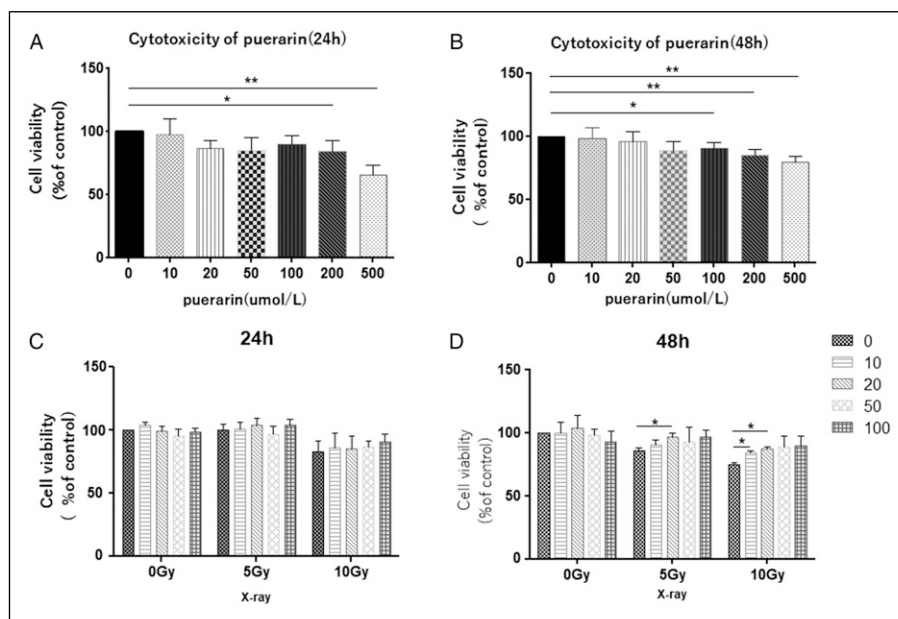 A
Cytotoxicity of puerarin(24h)
Cell viability
(%of control)
150
100
50
0
**
*
0 10 20 50 100 200 500
puerarin(umol/L)
B
Cytotoxicity of puerarin(48h)
Cell viability
( %of control)
150
100
50
0
**
**
*
0 10 20 50 100 200 500
puerarin(umol/L)
C
24h
Cell viability
( %of control)
150
100
50
0
0Gy 5Gy 10Gy
X-ray
D
48h
Cell viability
(%of control)
150
100
50
0
*
*
*
0Gy 5Gy 10Gy
X-ray
0
10
20
50
100